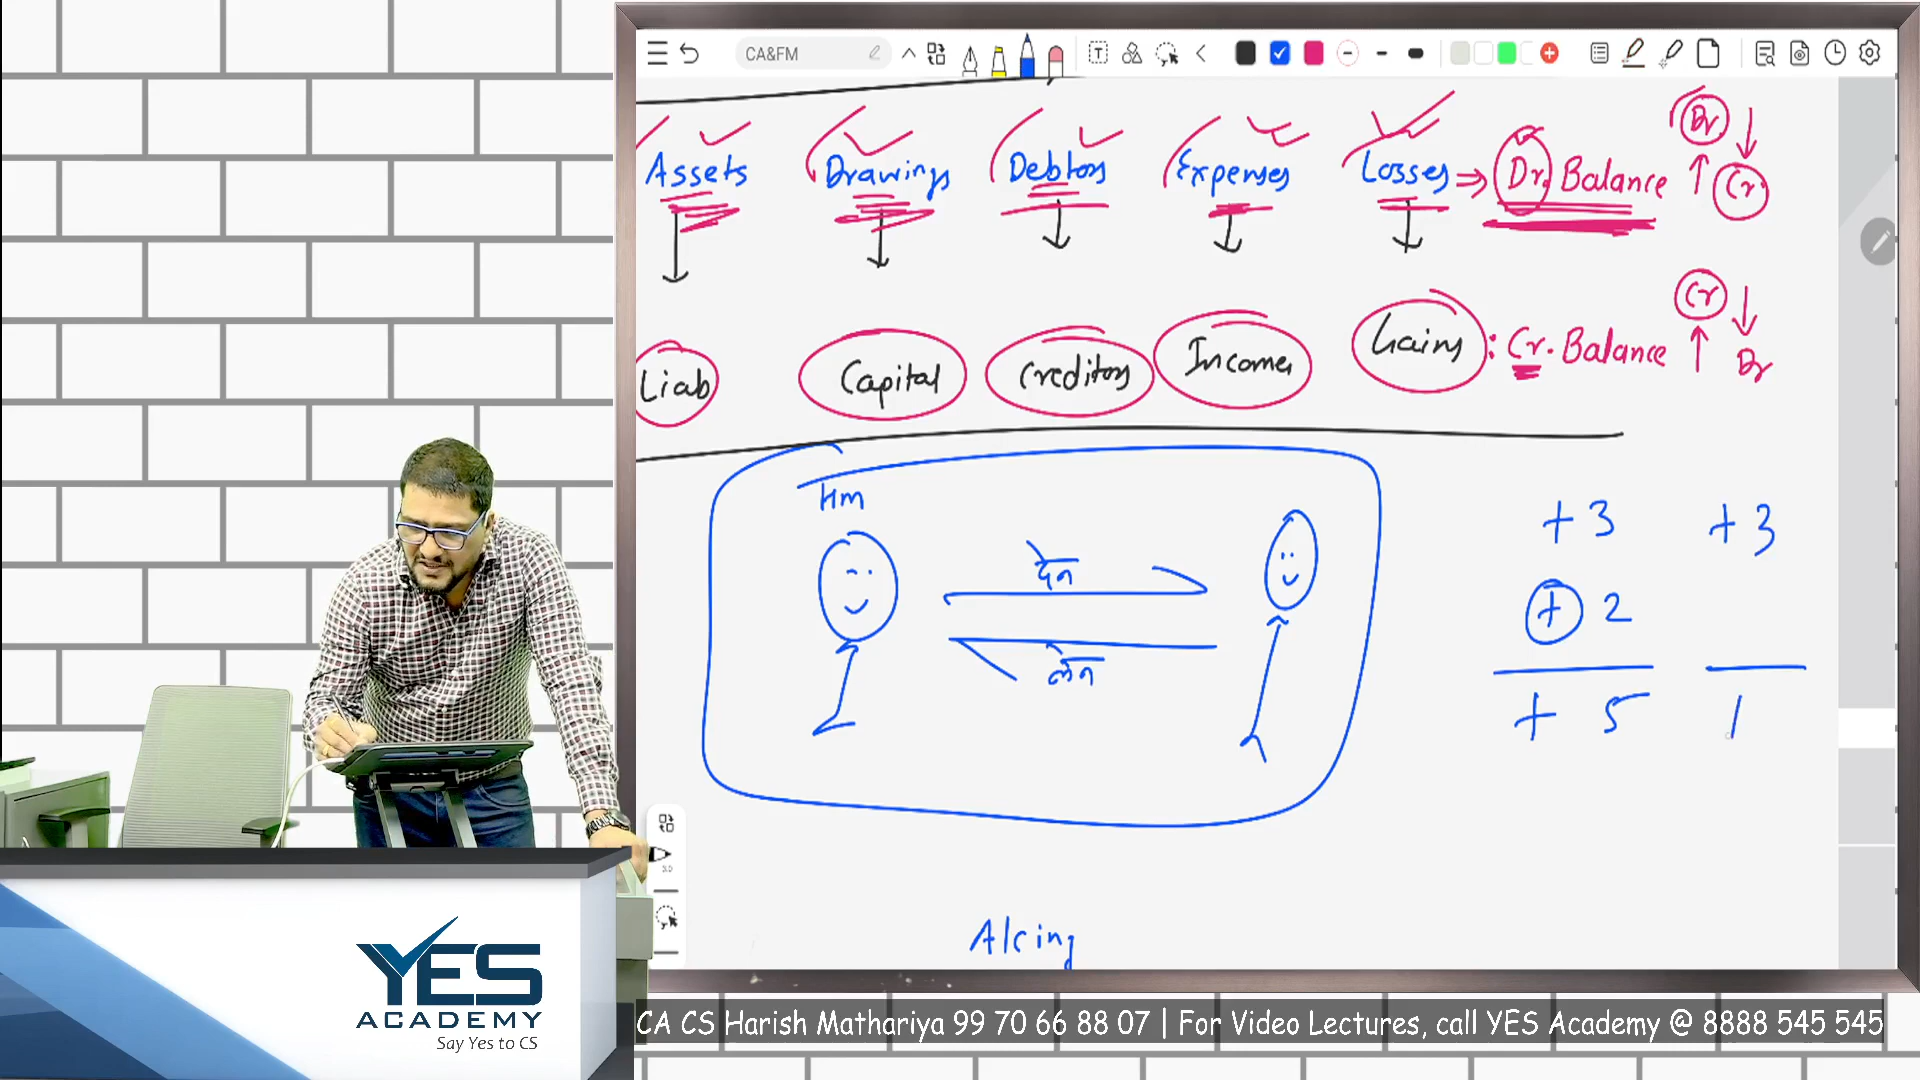 CA&FM
Assets Drawings Debtors Expenses Losses ⇒ Dr. Balance ↑ Dr ↓ Cr
Liab Capital Creditors Incomes Gains : Cr. Balance ↑ Cr ↓ Dr
Hm
देन
लेन
+ 3 + 3
+ 2
+ 5 1
A/cing
YES
ACADEMY
Say Yes to CS
CA CS Harish Mathariya 99 70 66 88 07 | For Video Lectures, call YES Academy @ 8888 545 545